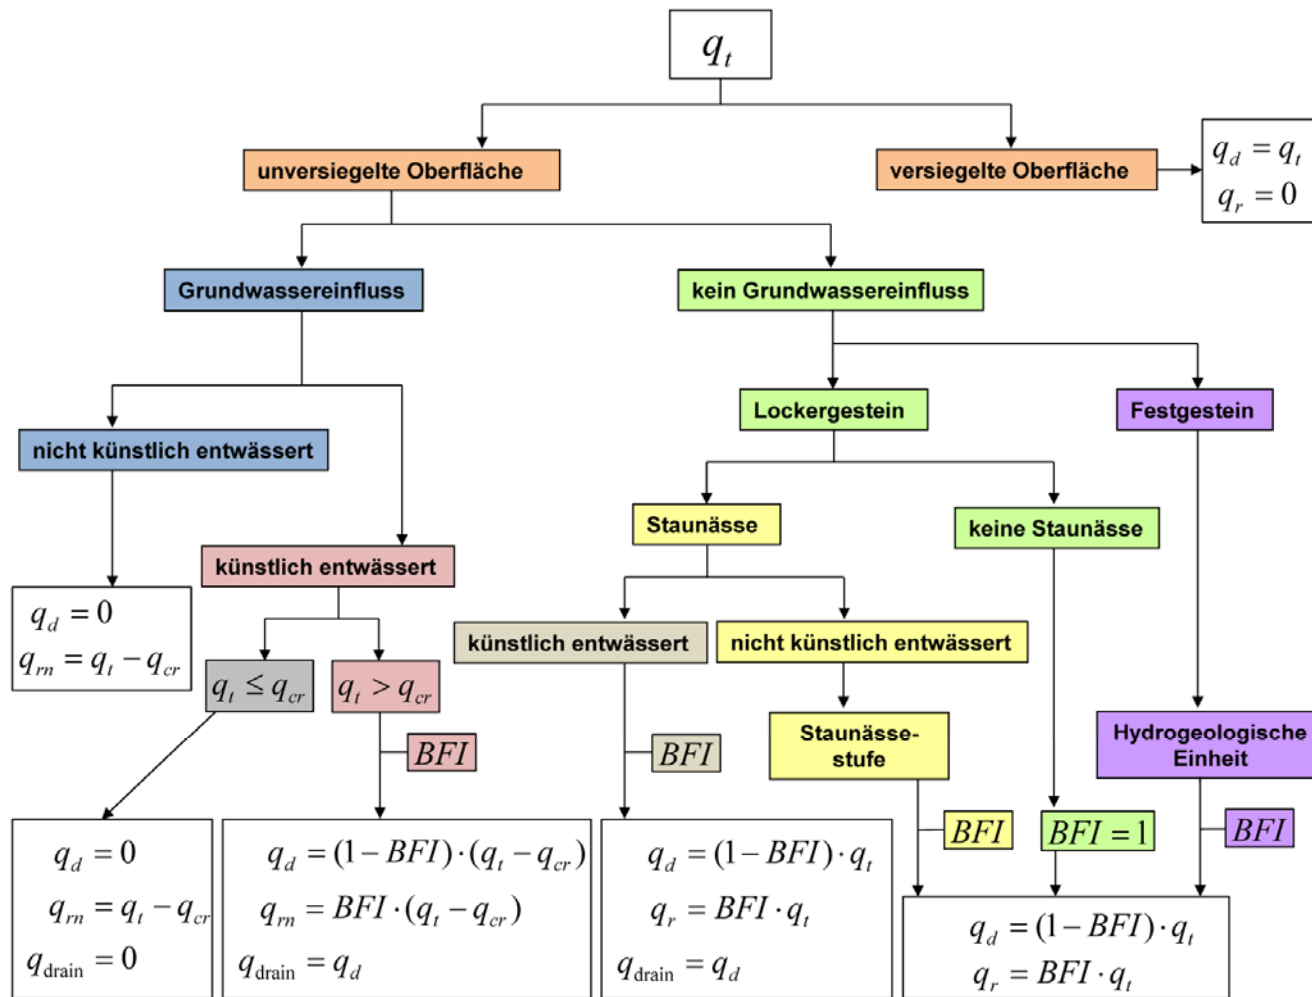 q_t
unversiegelte Oberfläche
versiegelte Oberfläche
q_d = q_t
q_r = 0
Grundwassereinfluss
kein Grundwassereinfluss
Lockergestein
Festgestein
nicht künstlich entwässert
Staunässe
keine Staunässe
künstlich entwässert
q_d = 0
q_rn = q_t − q_cr
künstlich entwässert
nicht künstlich entwässert
q_t ≤ q_cr
q_t > q_cr
BFI
BFI
Staunässe-
stufe
Hydrogeologische
Einheit
BFI
BFI = 1
BFI
q_d = 0
q_rn = q_t − q_cr
q_drain = 0
q_d = (1 − BFI) · (q_t − q_cr)
q_rn = BFI · (q_t − q_cr)
q_drain = q_d
q_d = (1 − BFI) · q_t
q_r = BFI · q_t
q_drain = q_d
q_d = (1 − BFI) · q_t
q_r = BFI · q_t